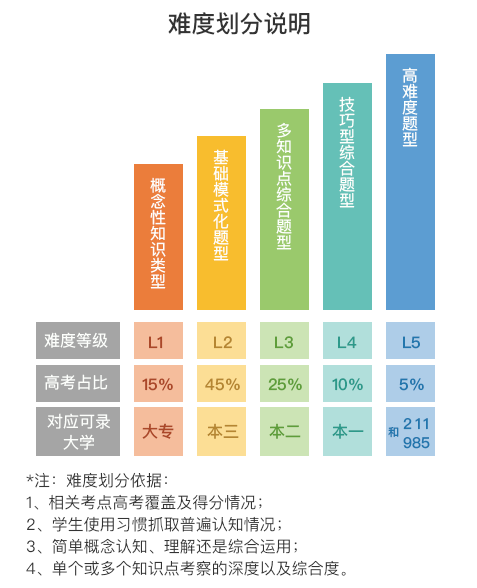 难度划分说明
概念性知识类型
基础模式化题型
多知识点综合题型
技巧型综合题型
高难度题型
难度等级 L1 L2 L3 L4 L5
高考占比 15% 45% 25% 10% 5%
对应可录
大学
大专 本三 本二 本一
和 211
985
*注：难度划分依据：
1、相关考点高考覆盖及得分情况；
2、学生使用习惯抓取普遍认知情况；
3、简单概念认知、理解还是综合运用；
4、单个或多个知识点考察的深度以及综合度。